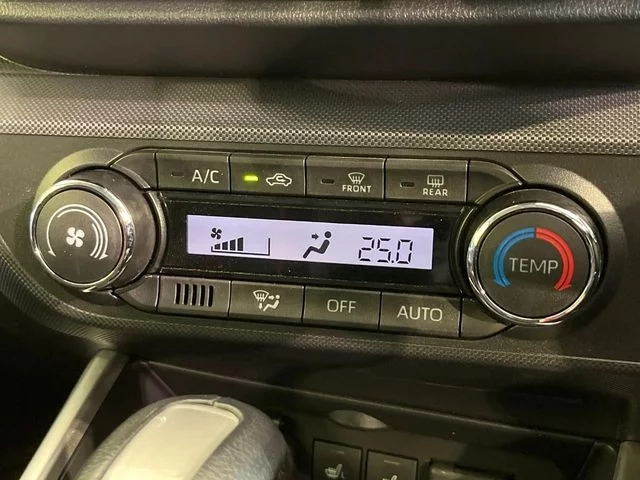 A/C FRONT REAR
25.0 TEMP
OFF AUTO